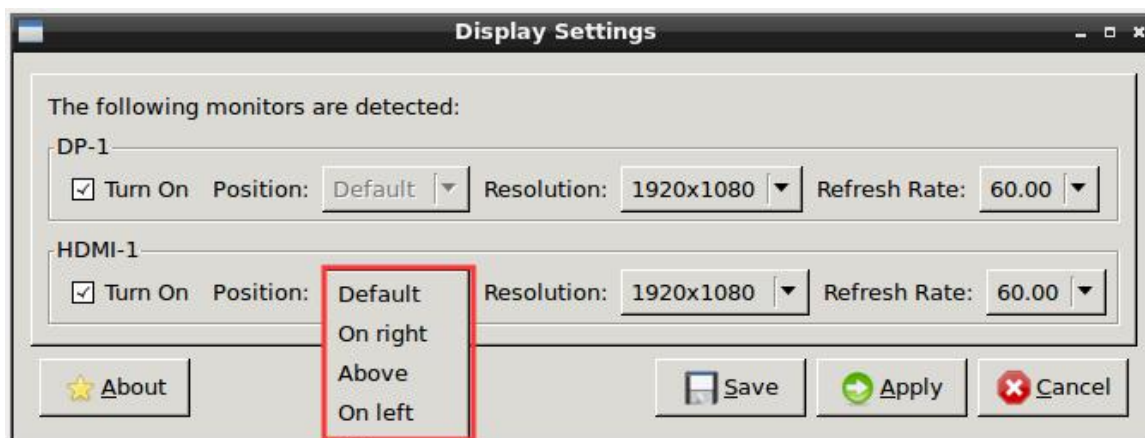 Display Settings
The following monitors are detected:
DP-1
Turn On Position: Default Resolution: 1920x1080 Refresh Rate: 60.00
HDMI-1
Turn On Position: Default Resolution: 1920x1080 Refresh Rate: 60.00
On right
Above
On left
About Save Apply Cancel